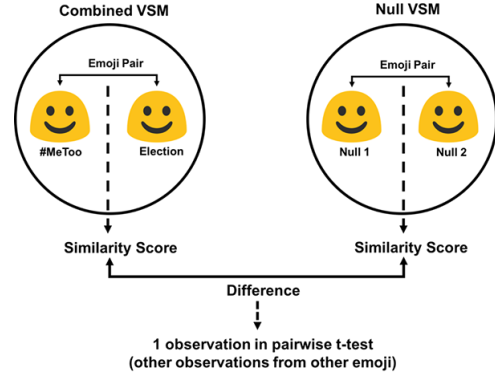 Combined VSM
Null VSM
Emoji Pair
Emoji Pair
#MeToo
Election
Null 1
Null 2
Similarity Score
Similarity Score
Difference
1 observation in pairwise t-test
(other observations from other emoji)